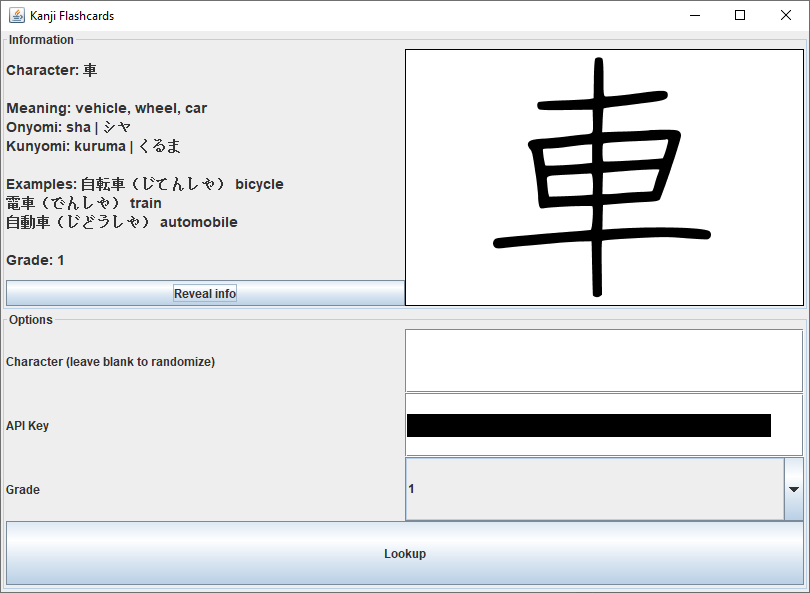 Kanji Flashcards
Information
Character: 車
Meaning: vehicle, wheel, car
Onyomi: sha | シャ
Kunyomi: kuruma | くるま
Examples: 自転車（じてんしゃ） bicycle
電車（でんしゃ） train
自動車（じどうしゃ） automobile
Grade: 1
Reveal info
車
Options
Character (leave blank to randomize)
API Key
Grade
1
Lookup